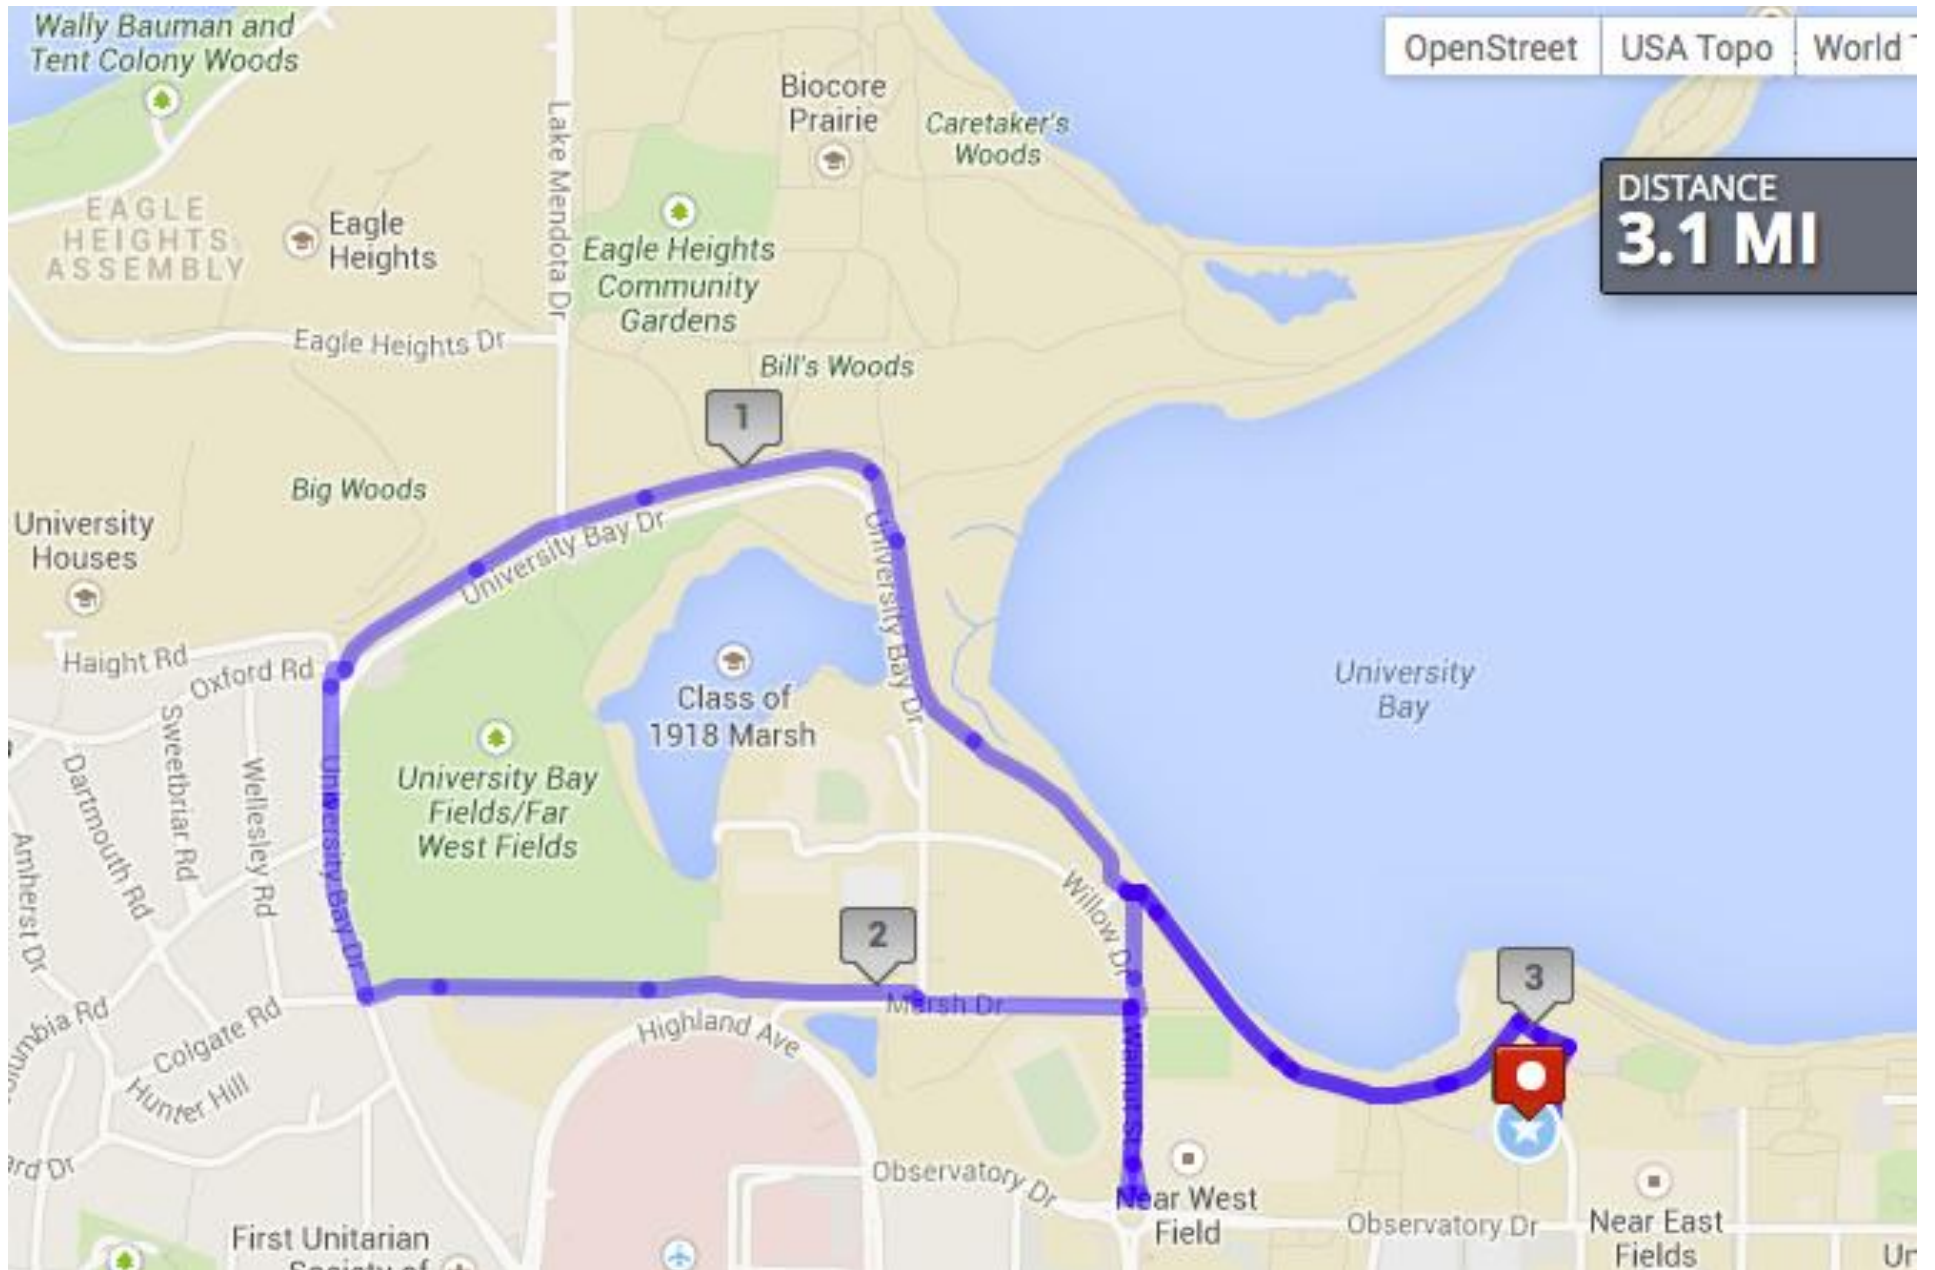 Wally Bauman and
Tent Colony Woods
OpenStreet
USA Topo
World
DISTANCE
3.1 MI
Biocore
Prairie
Caretaker's
Woods
Lake Mendota Dr
EAGLE
HEIGHTS
ASSEMBLY
Eagle
Heights
Eagle Heights
Community
Gardens
Eagle Heights Dr
Bill's Woods
1
Big Woods
University
Houses
University Bay Dr
University Bay Dr
Haight Rd
Oxford Rd
Class of
1918 Marsh
University
Bay
Sweetbriar Rd
Dartmouth Rd
Wellesley Rd
University Bay Dr
University Bay
Fields/Far
West Fields
Amherst Dr
Willow Dr
2
3
Marsh Dr
Highland Ave
Colgate Rd
Hunter Hill
Walnut St
Observatory Dr
Near West
Field
Observatory Dr
Near East
Fields
First Unitarian
Society of